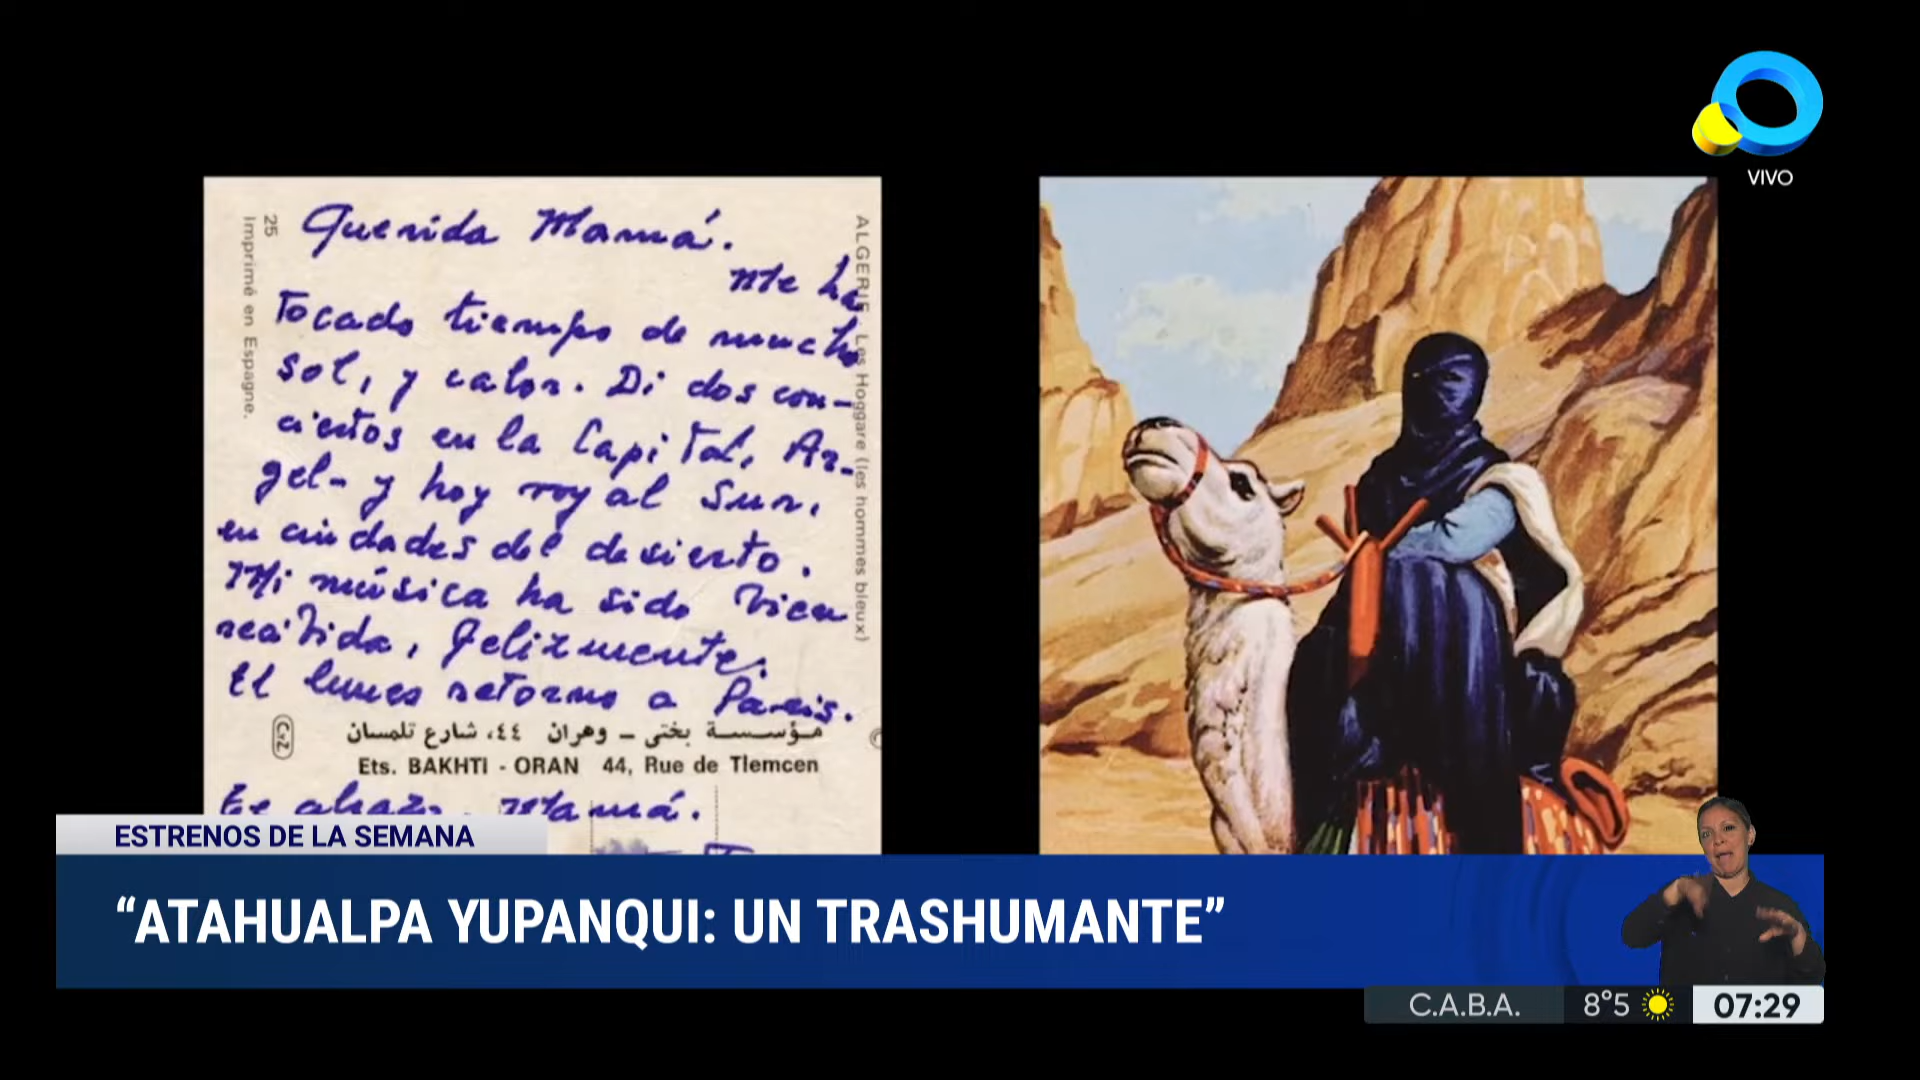 VIVO
25
Imprimé en Espagne.
ALGERIE - Les Hoggare (les hommes bleux)
Querida Mamá.
Me ha
Tocado tiempo de mucho
sol, y calor. Di dos con-
ciertos en la Capital, Ar-
gel- y hoy voy al Sur,
en ciudades del desierto.
Mi música ha sido bien
recibida, felizmente.
El lunes retorno a París.
CYZ
مؤسسة بختي - وهران ٤٤، شارع تلمسان
Ets. BAKHTI - ORAN 44, Rue de Tlemcen
Mamá.
ESTRENOS DE LA SEMANA
“ATAHUALPA YUPANQUI: UN TRASHUMANTE”
C.A.B.A. 8°5 07:29